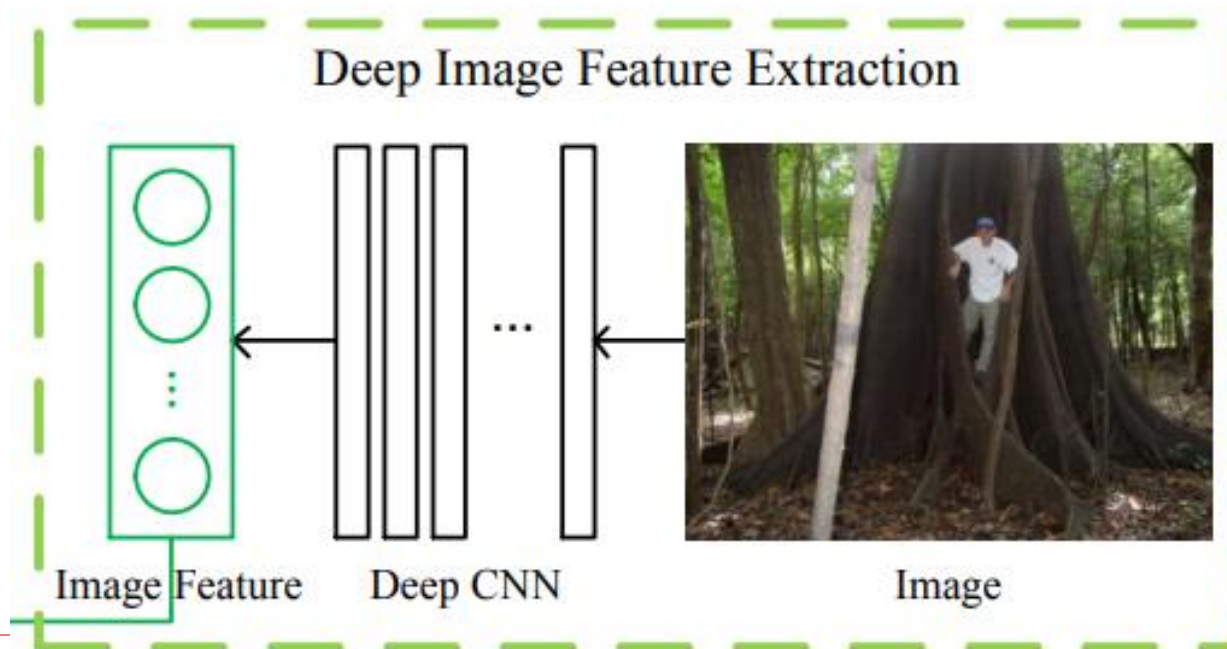 Deep Image Feature Extraction
...
Image Feature
Deep CNN
Image